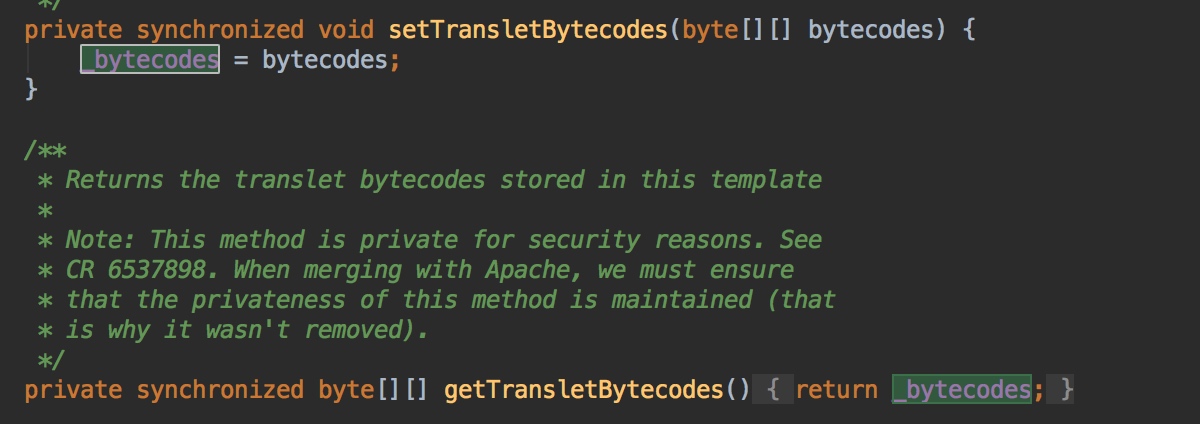 */
private synchronized void setTransletBytecodes(byte[][] bytecodes) {
_bytecodes = bytecodes;
}
/**
* Returns the translet bytecodes stored in this template
*
* Note: This method is private for security reasons. See
* CR 6537898. When merging with Apache, we must ensure
* that the privateness of this method is maintained (that
* is why it wasn't removed).
*/
private synchronized byte[][] getTransletBytecodes() { return _bytecodes; }